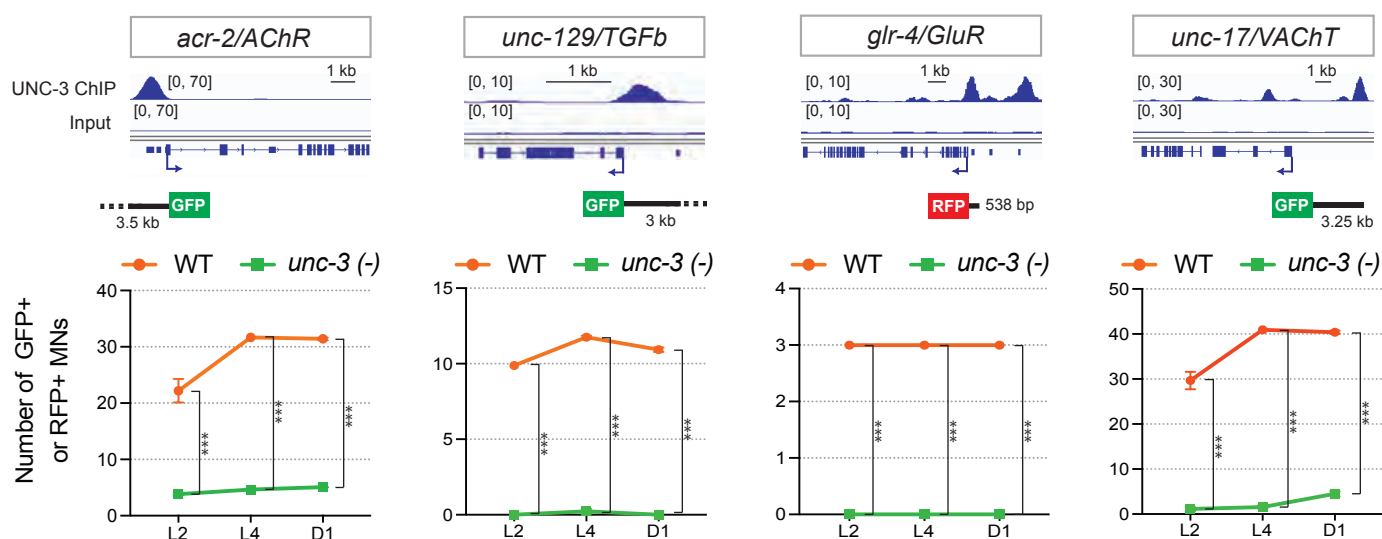 acr-2/AChR
unc-129/TGFb
glr-4/GluR
unc-17/VAChT
UNC-3 ChIP
Input
[0, 70]
1 kb
[0, 70]
1 kb
[0, 10]
[0, 10]
[0, 10]
1 kb
[0, 10]
[0, 30]
1 kb
[0, 30]
GFP
3.5 kb
GFP
3 kb
RFP
538 bp
GFP
3.25 kb
WT unc-3 (-)
WT unc-3 (-)
WT unc-3 (-)
WT unc-3 (-)
Number of GFP+
or RFP+ MNs
40
30
20
10
0
***
***
***
L2 L4 D1
15
10
5
0
***
***
***
L2 L4 D1
4
3
2
1
0
***
***
***
L2 L4 D1
50
40
30
20
10
0
***
***
***
L2 L4 D1